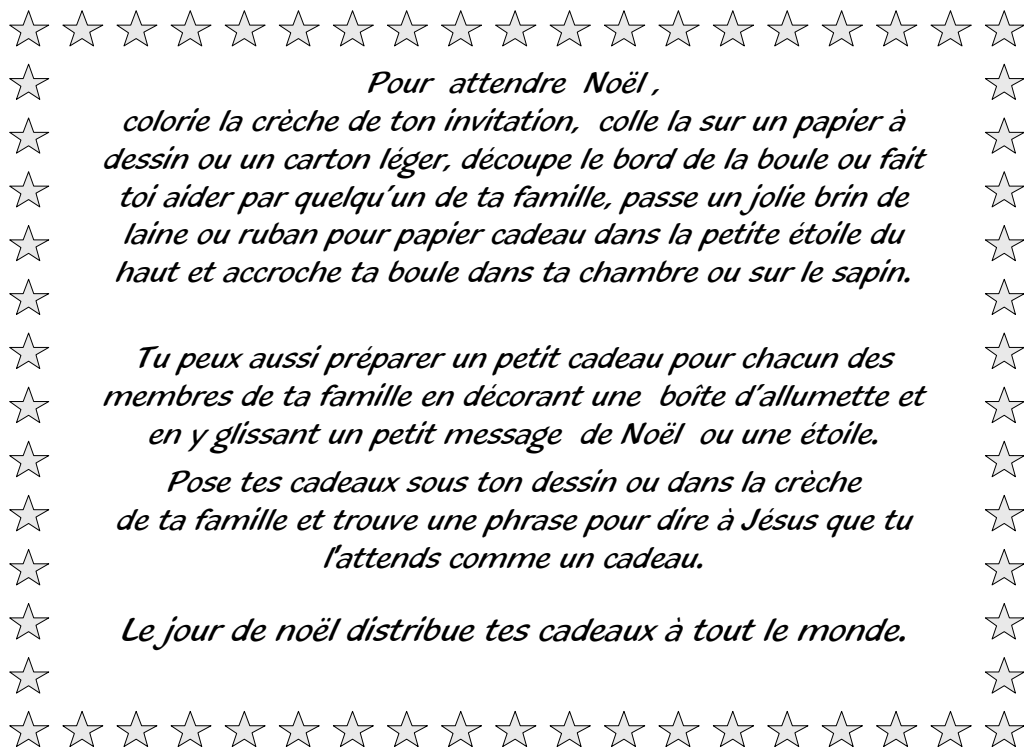 Pour attendre Noël ,
colorie la crèche de ton invitation, colle la sur un papier à
dessin ou un carton léger, découpe le bord de la boule ou fait
toi aider par quelqu'un de ta famille, passe un jolie brin de
laine ou ruban pour papier cadeau dans la petite étoile du
haut et accroche ta boule dans ta chambre ou sur le sapin.
Tu peux aussi préparer un petit cadeau pour chacun des
membres de ta famille en décorant une boîte d'allumette et
en y glissant un petit message de Noël ou une étoile.
Pose tes cadeaux sous ton dessin ou dans la crèche
de ta famille et trouve une phrase pour dire à Jésus que tu
l'attends comme un cadeau.
Le jour de noël distribue tes cadeaux à tout le monde.